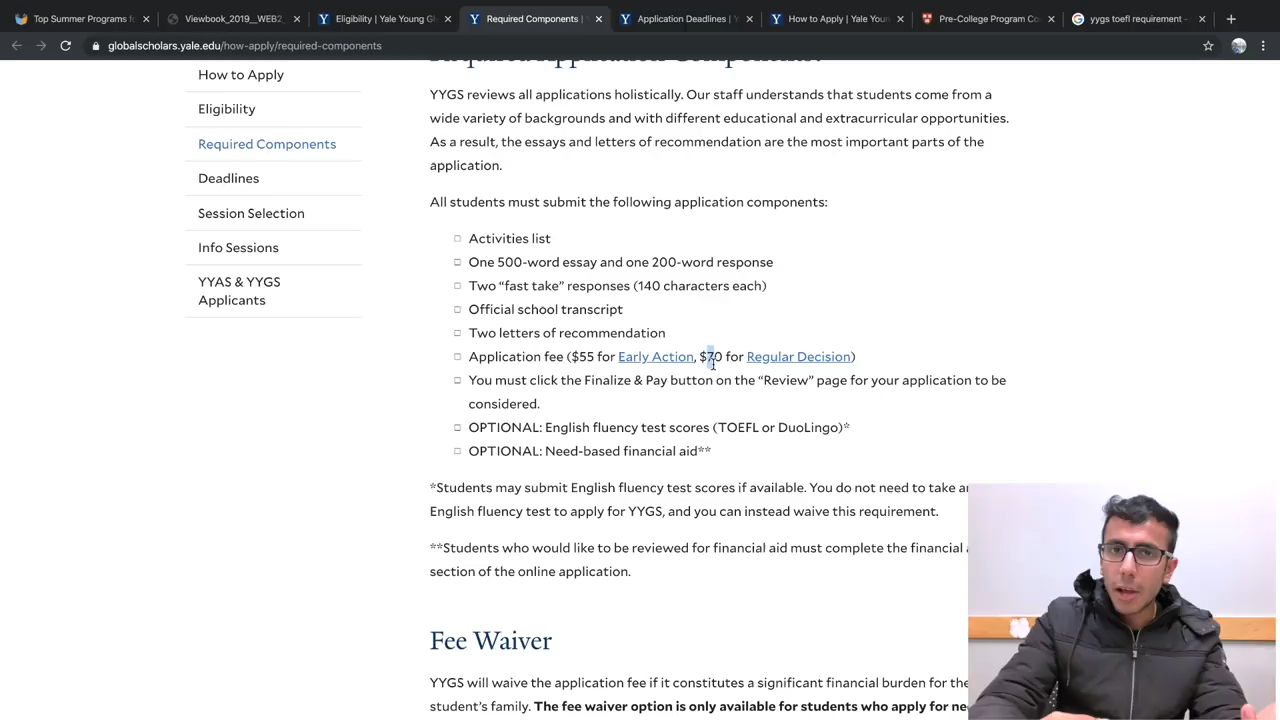 Top Summer Programs for
Viewbook_2019__WEB2_
Eligibility | Yale Young Gl
Required Components |
Application Deadlines | Y
How to Apply | Yale Youn
Pre-College Program Co
yygs toefl requirement -
globalscholars.yale.edu/how-apply/required-components
How to Apply
Eligibility
Required Components
Deadlines
Session Selection
Info Sessions
YYAS & YYGS
Applicants
Required Application Components:
YYGS reviews all applications holistically. Our staff understands that students come from a
wide variety of backgrounds and with different educational and extracurricular opportunities.
As a result, the essays and letters of recommendation are the most important parts of the
application.
All students must submit the following application components:
Activities list
One 500-word essay and one 200-word response
Two “fast take” responses (140 characters each)
Official school transcript
Two letters of recommendation
Application fee ($55 for Early Action, $70 for Regular Decision)
You must click the Finalize & Pay button on the “Review” page for your application to be
considered.
OPTIONAL: English fluency test scores (TOEFL or DuoLingo)*
OPTIONAL: Need-based financial aid**
*Students may submit English fluency test scores if available. You do not need to take
English fluency test to apply for YYGS, and you can instead waive this requirement.
**Students who would like to be reviewed for financial aid must complete the financial
section of the online application.
Fee Waiver
YYGS will waive the application fee if it constitutes a significant financial burden for the
student’s family. The fee waiver option is only available for students who apply for